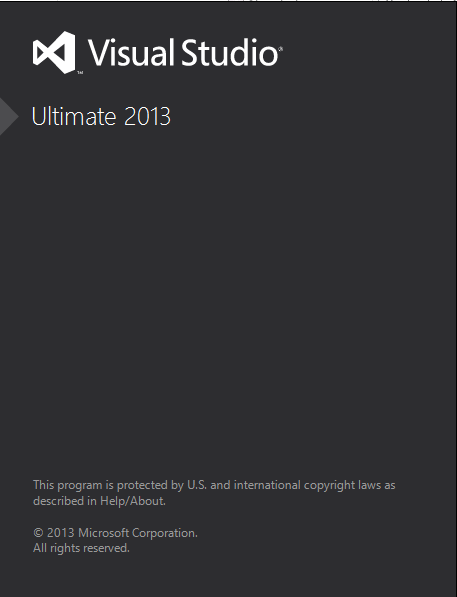 Visual Studio®
™
Ultimate 2013
This program is protected by U.S. and international copyright laws as
described in Help/About.
© 2013 Microsoft Corporation.
All rights reserved.